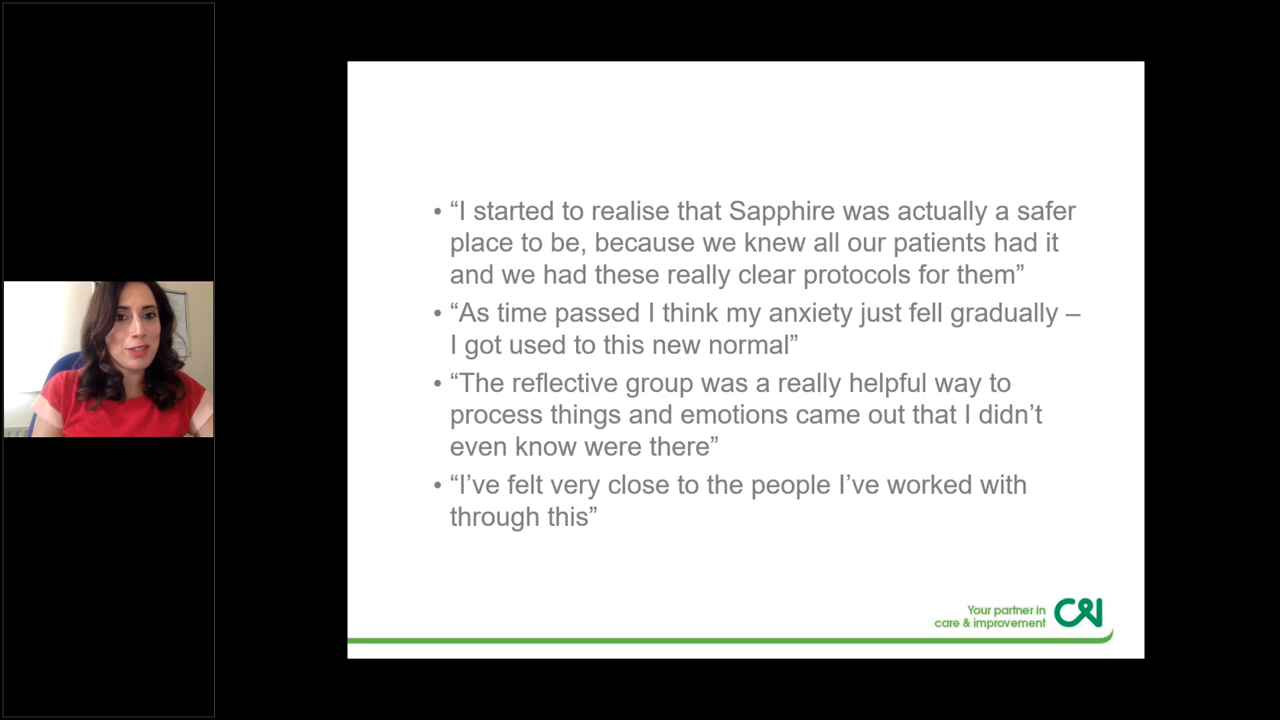 • “I started to realise that Sapphire was actually a safer
place to be, because we knew all our patients had it
and we had these really clear protocols for them”
• “As time passed I think my anxiety just fell gradually –
I got used to this new normal”
• “The reflective group was a really helpful way to
process things and emotions came out that I didn’t
even know were there”
• “I’ve felt very close to the people I’ve worked with
through this”
Your partner in
care & improvement
C&I